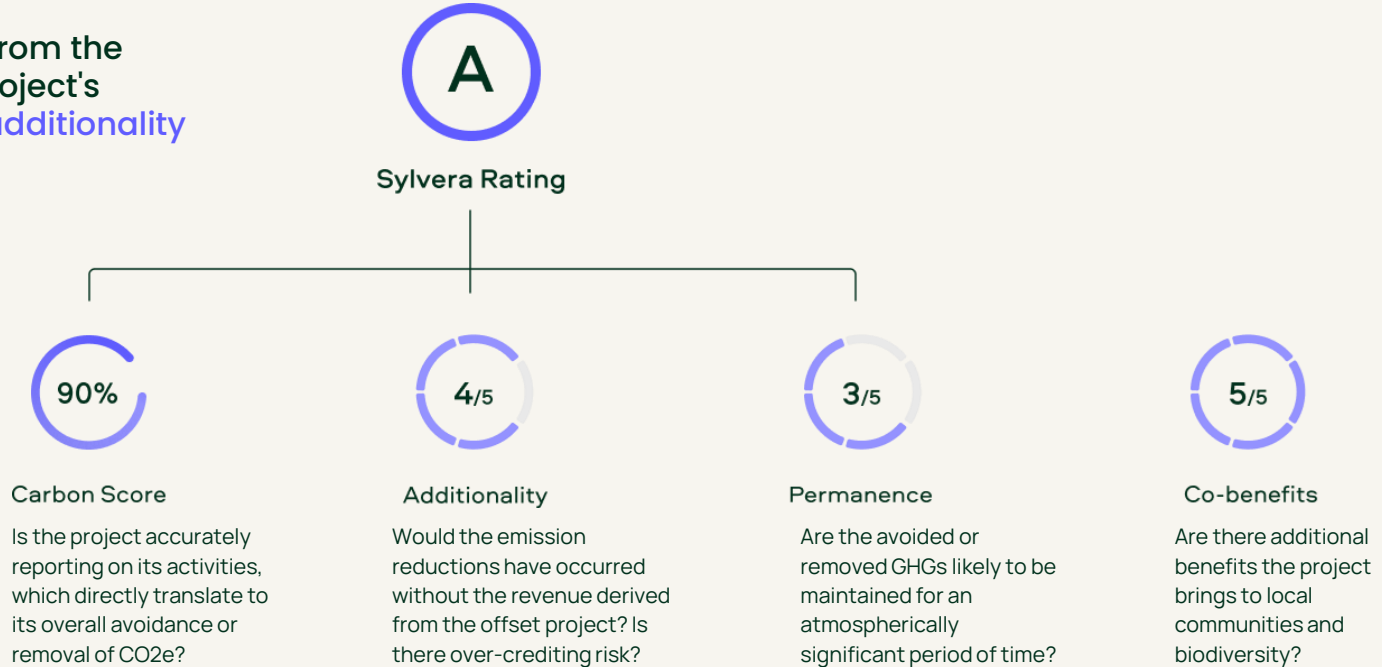 rom the
oject's
additionality
A
Sylvera Rating
90%
4/5
3/5
5/5
Carbon Score
Is the project accurately
reporting on its activities,
which directly translate to
its overall avoidance or
removal of CO2e?
Additionality
Would the emission
reductions have occurred
without the revenue derived
from the offset project? Is
there over-crediting risk?
Permanence
Are the avoided or
removed GHGs likely to be
maintained for an
atmospherically
significant period of time?
Co-benefits
Are there additional
benefits the project
brings to local
communities and
biodiversity?